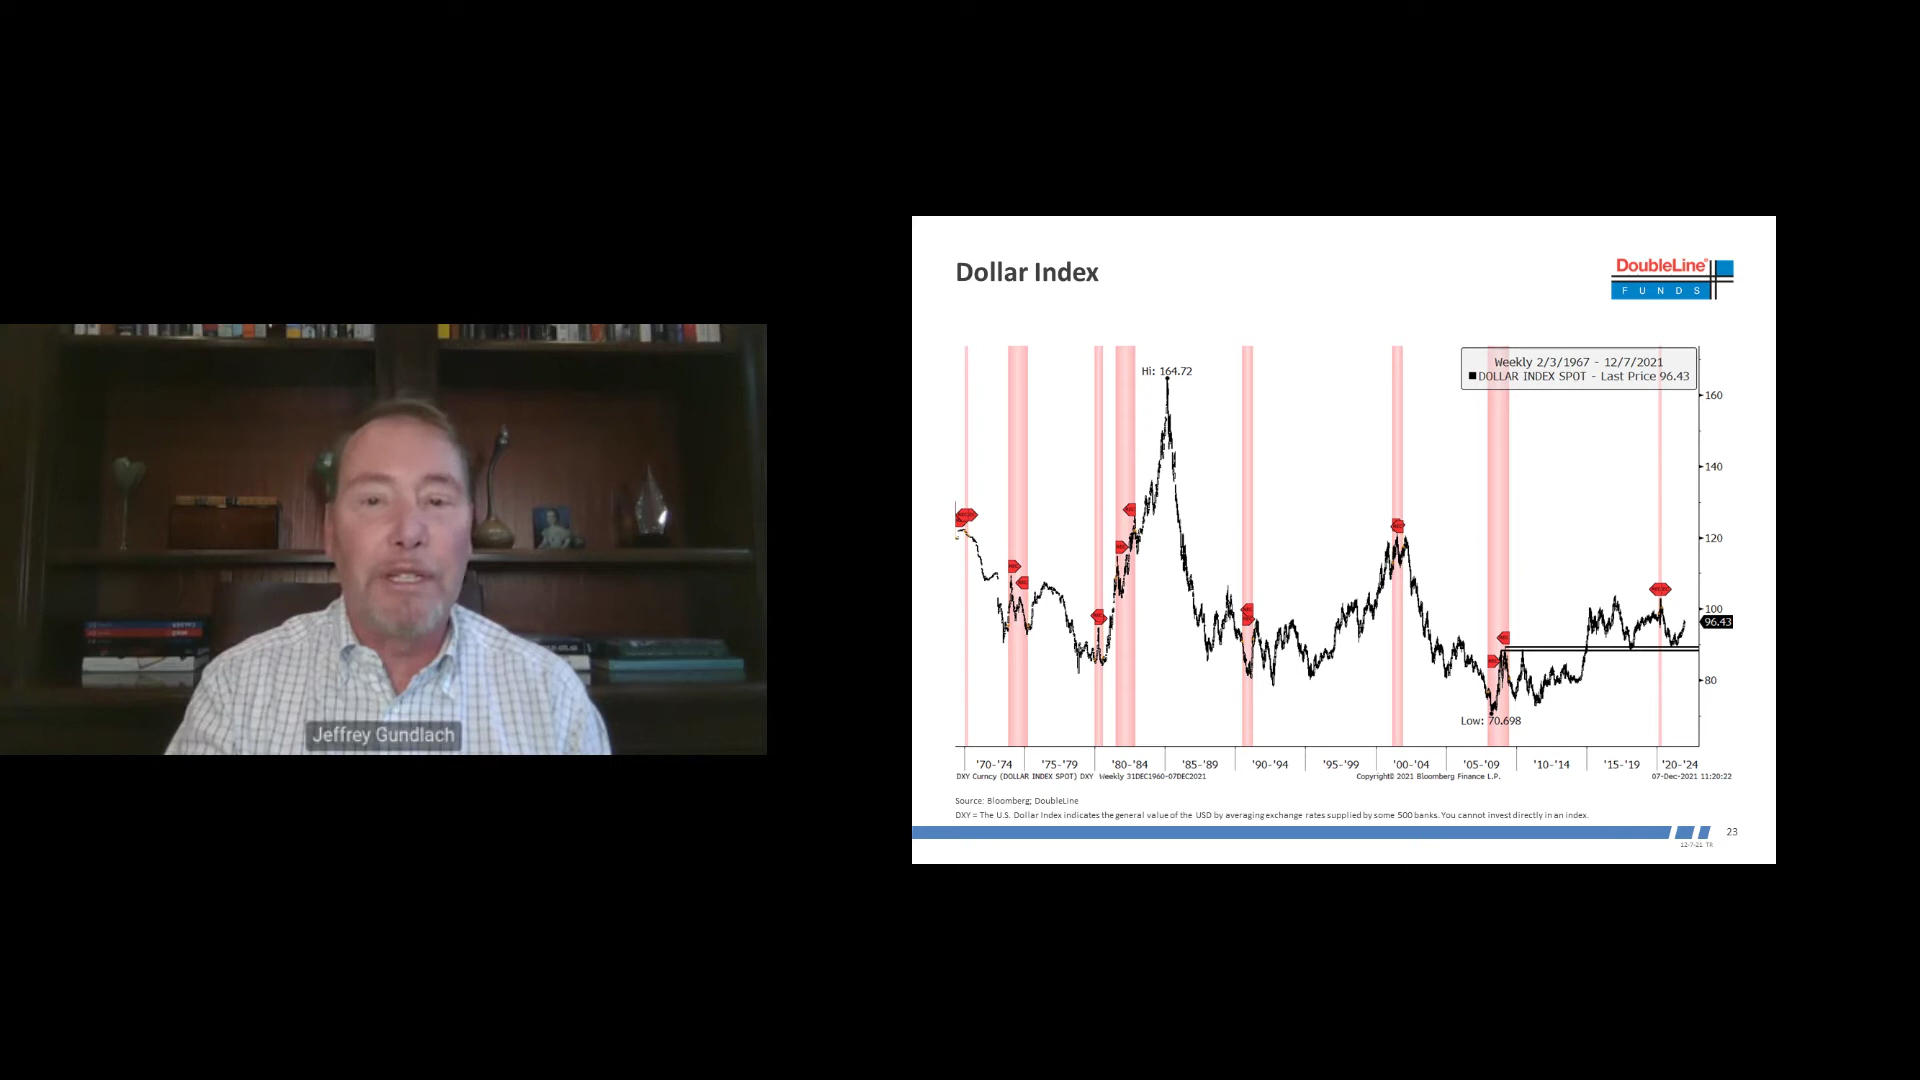 Jeffrey Gundlach
Dollar Index
DoubleLine®
FUNDS
Weekly 2/3/1967 - 12/7/2021
DOLLAR INDEX SPOT - Last Price 96.43
Hi: 164.72
Low: 70.698
160
140
120
100
96.43
80
'70-'74 '75-'79 '80-'84 '85-'89 '90-'94 '95-'99 '00-'04 '05-'09 '10-'14 '15-'19 '20-'24
DXY Curncy (DOLLAR INDEX SPOT) DXY Weekly 31DEC1960-07DEC2021 Copyright© 2021 Bloomberg Finance L.P. 07-Dec-2021 11:20:22
Source: Bloomberg; DoubleLine
DXY = The U.S. Dollar Index indicates the general value of the USD by averaging exchange rates supplied by some 500 banks. You cannot invest directly in an index.
23
12-7-21 TR